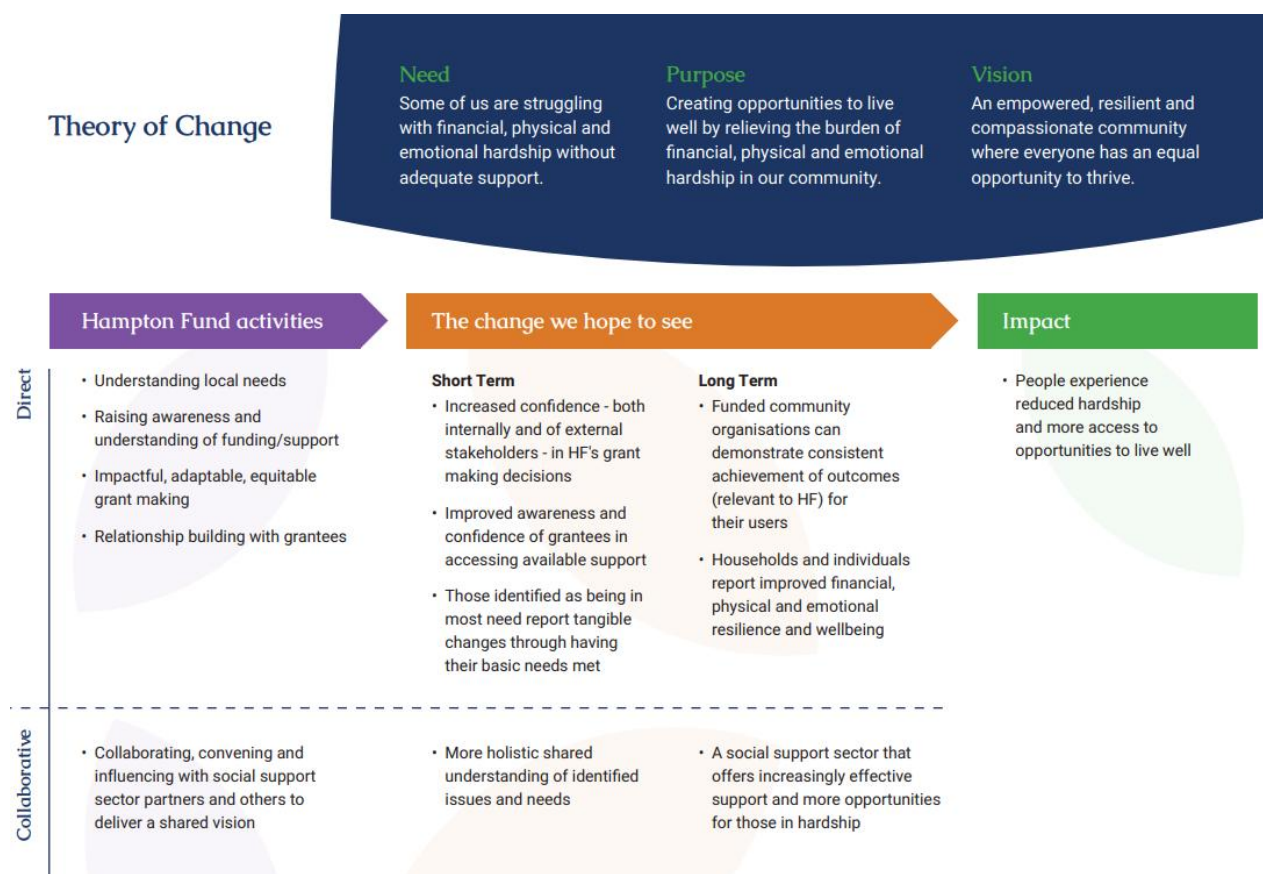 Theory of Change
Need
Some of us are struggling
with financial, physical and
emotional hardship without
adequate support.
Purpose
Creating opportunities to live
well by relieving the burden of
financial, physical and emotional
hardship in our community.
Vision
An empowered, resilient and
compassionate community
where everyone has an equal
opportunity to thrive.
Hampton Fund activities
The change we hope to see
Impact
Direct
• Understanding local needs
• Raising awareness and
understanding of funding/support
• Impactful, adaptable, equitable
grant making
• Relationship building with grantees
Short Term
• Increased confidence - both
internally and of external
stakeholders - in HF's grant
making decisions
• Improved awareness and
confidence of grantees in
accessing available support
• Those identified as being in
most need report tangible
changes through having
their basic needs met
Long Term
• Funded community
organisations can
demonstrate consistent
achievement of outcomes
(relevant to HF) for
their users
• Households and individuals
report improved financial,
physical and emotional
resilience and wellbeing
• People experience
reduced hardship
and more access to
opportunities to live well
Collaborative
• Collaborating, convening and
influencing with social support
sector partners and others to
deliver a shared vision
• More holistic shared
understanding of identified
issues and needs
• A social support sector that
offers increasingly effective
support and more opportunities
for those in hardship